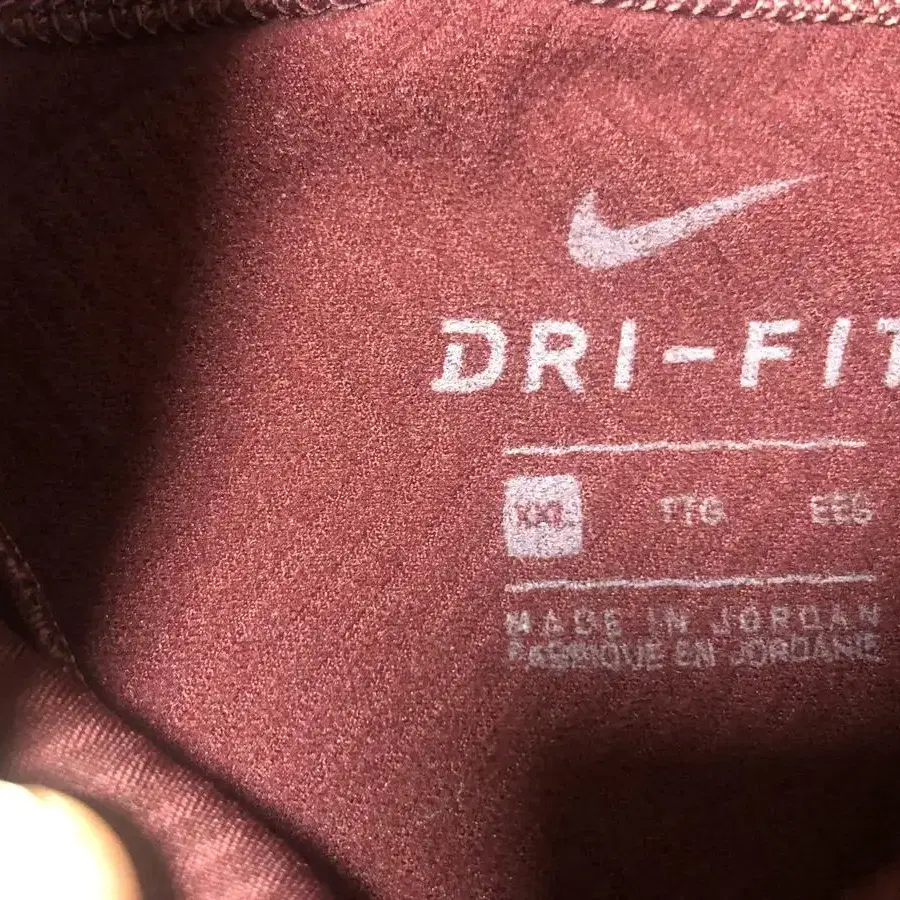 DRI-FIT
XXL TTG EEG
MADE IN JORDAN
FABRIQUE EN JORDANIE